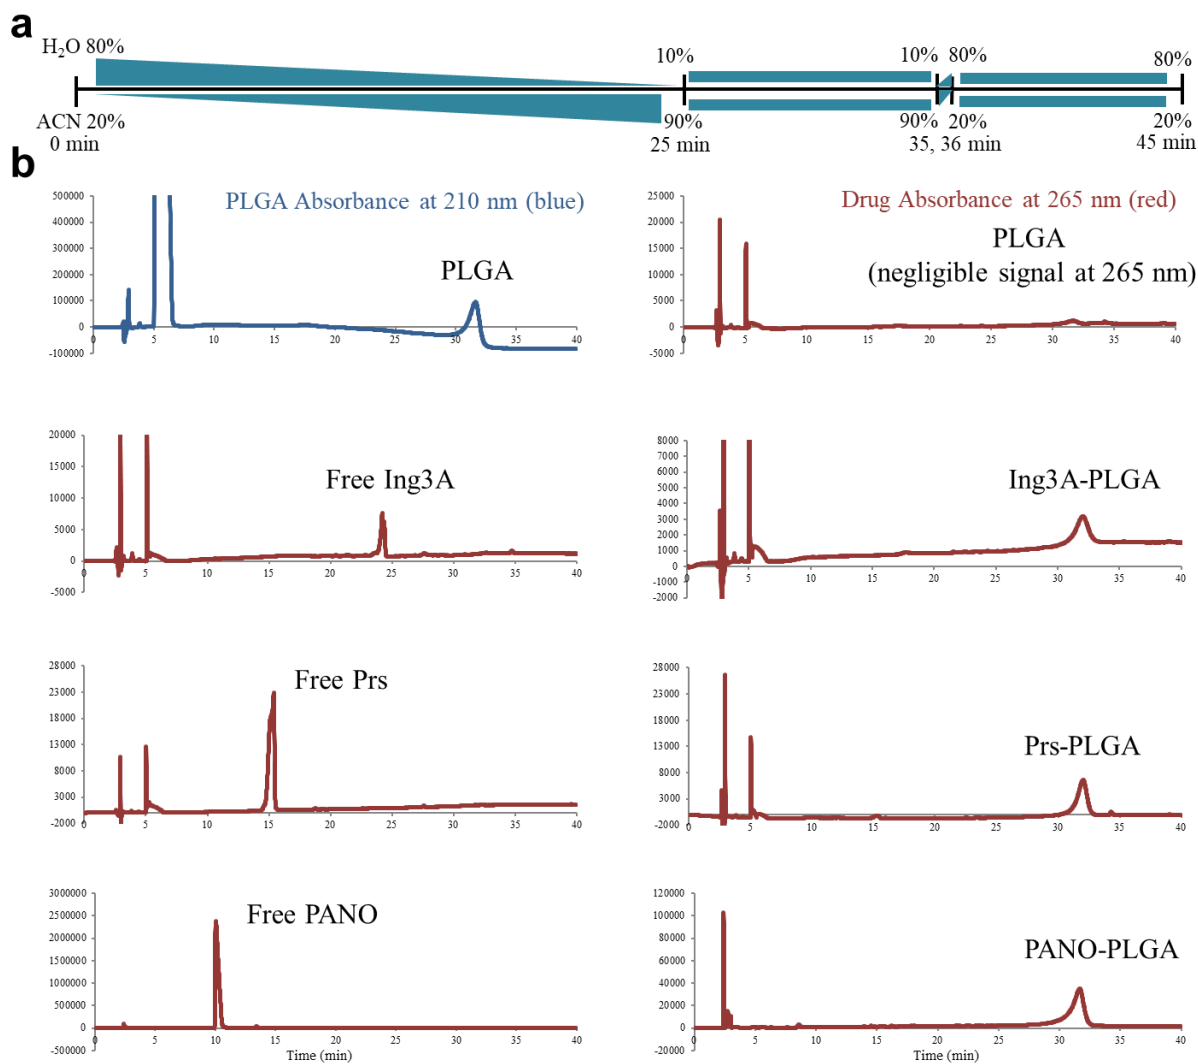 a
H2O 80%
10%
10%
80%
80%
ACN 20%
90%
90%
20%
20%
0 min
25 min
35, 36 min
45 min
b
PLGA Absorbance at 210 nm (blue)
500000
400000
300000
200000
100000
0
-100000
0 5 10 15 20 25 30 35 40
PLGA
Drug Absorbance at 265 nm (red)
PLGA
(negligible signal at 265 nm)
25000
20000
15000
10000
5000
0
-5000
0 5 10 15 20 25 30 35 40
Free Ing3A
20000
15000
10000
5000
0
-5000
0 5 10 15 20 25 30 35 40
Ing3A-PLGA
8000
7000
6000
5000
4000
3000
2000
1000
0
-1000
-2000
0 5 10 15 20 25 30 35 40
Free Prs
28000
23000
18000
13000
8000
3000
-2000
0 5 10 15 20 25 30 35 40
Prs-PLGA
28000
23000
18000
13000
8000
3000
-2000
0 5 10 15 20 25 30 35 40
Free PANO
3000000
2500000
2000000
1500000
1000000
500000
0
-500000
0 5 10 15 20 25 30 35 40
Time (min)
PANO-PLGA
120000
100000
80000
60000
40000
20000
0
-20000
0 5 10 15 20 25 30 35 40
Time (min)